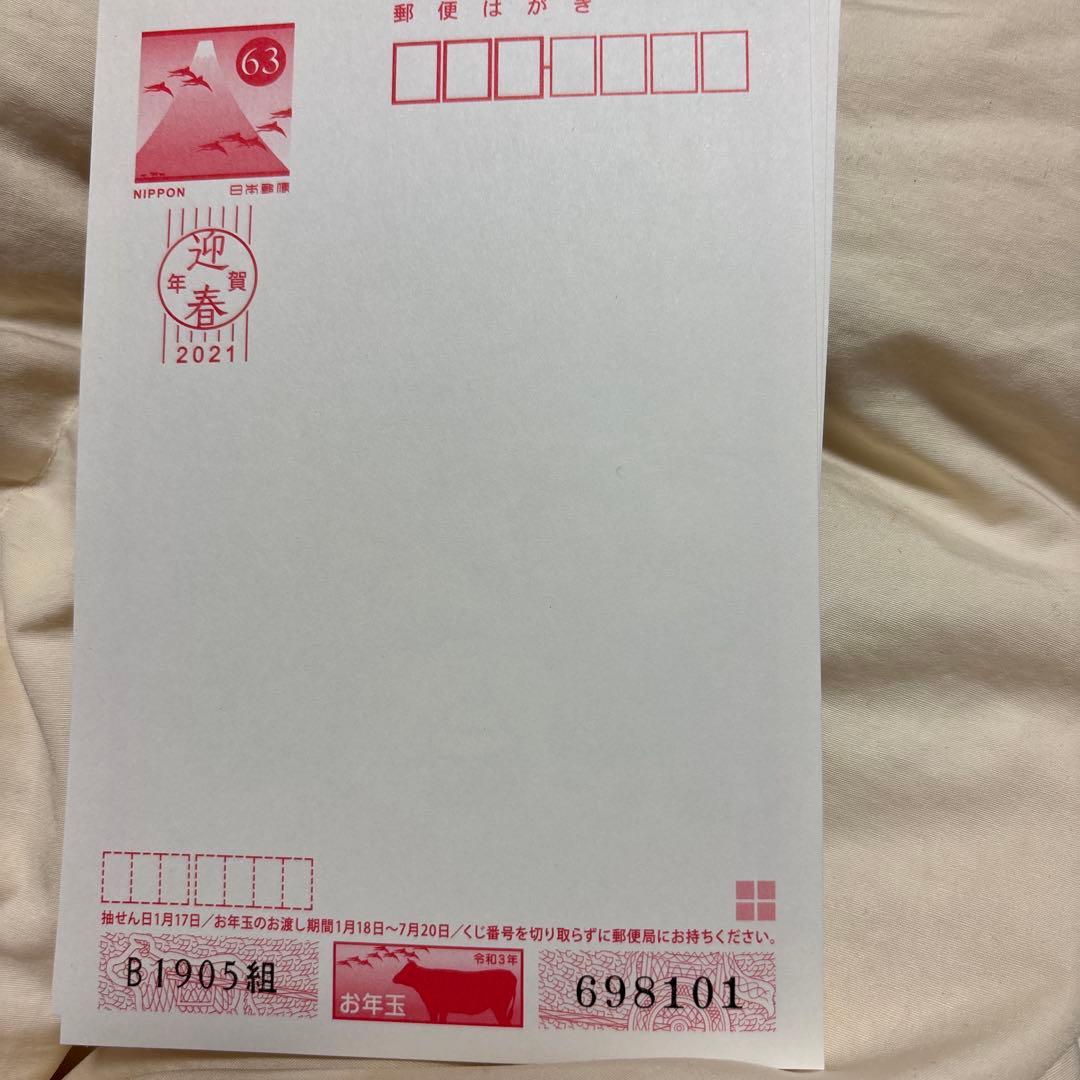 郵便はがき
63
NIPPON 日本郵便
迎春
年賀
2021
抽せん日1月17日／お年玉のお渡し期間1月18日～7月20日／くじ番号を切り取らずに郵便局にお持ちください。
B1905組
令和3年
お年玉
698101